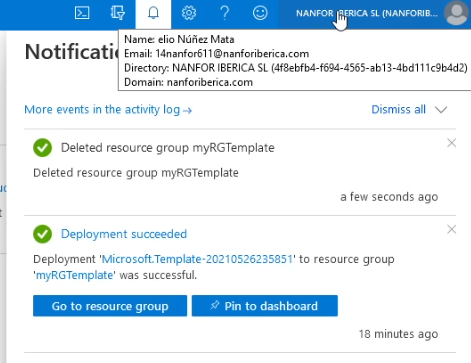 NANFOR IBERICA SL (NANFORIB...
Notific
Name: elio Núñez Mata
Email: 14nanfor611@nanforiberica.com
Directory: NANFOR IBERICA SL (4f8ebfb4-f694-4565-ab13-4bd111c9b4d2)
Domain: nanforiberica.com
More events in the activity log →
Dismiss all
Deleted resource group myRGTemplate
Deleted resource group myRGTemplate
a few seconds ago
Deployment succeeded
Deployment 'Microsoft.Template-20210526235851' to resource group
'myRGTemplate' was successful.
Go to resource group
Pin to dashboard
18 minutes ago